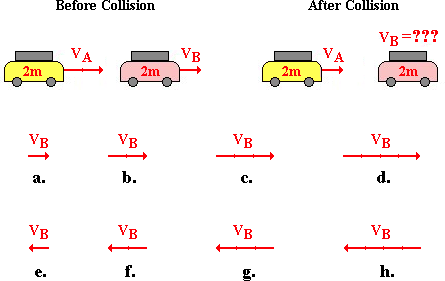 Before Collision After Collision
VA VB VA VB =???
2m 2m 2m 2m
VB VB VB VB
a. b. c. d.
VB VB VB VB
e. f. g. h.